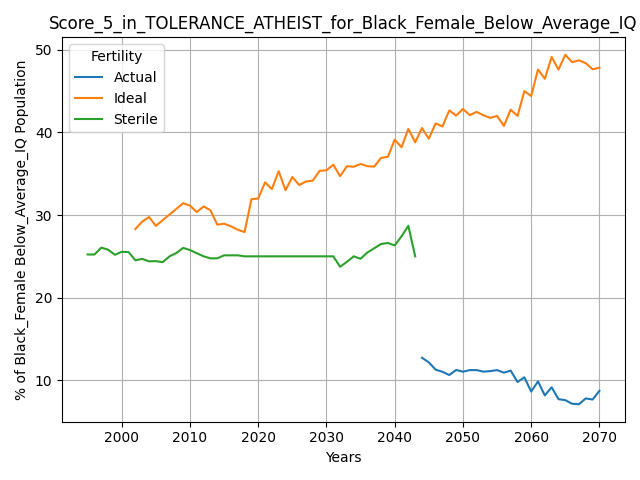 Score_5_in_TOLERANCE_ATHEIST_for_Black_Female_Below_Average_IQ
% of Black_Female Below_Average_IQ Population
50
40
30
20
10
Fertility
Actual
Ideal
Sterile
2000 2010 2020 2030 2040 2050 2060 2070
Years